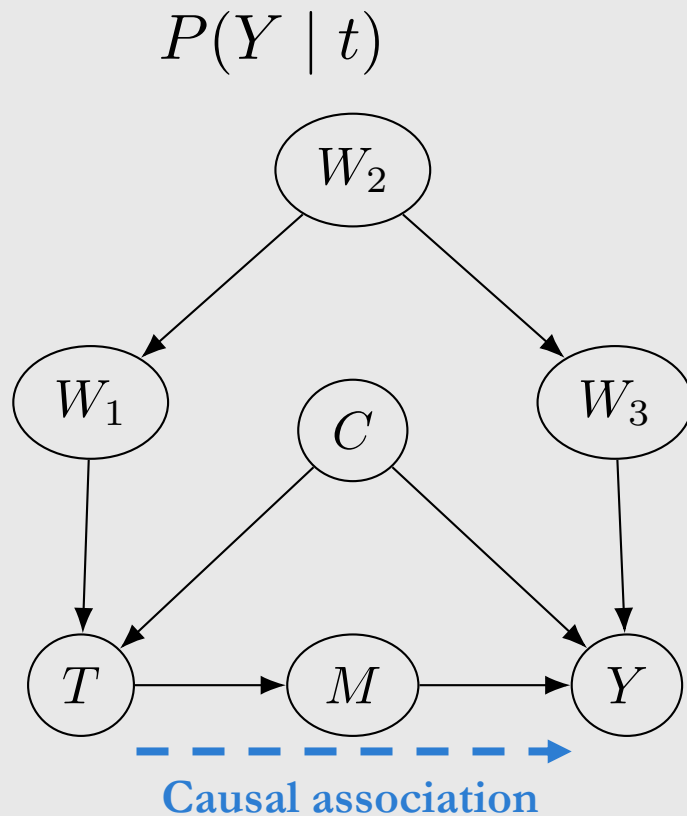 P(Y | t)
W₂
W₁
W₃
C
T
M
Y
Causal association